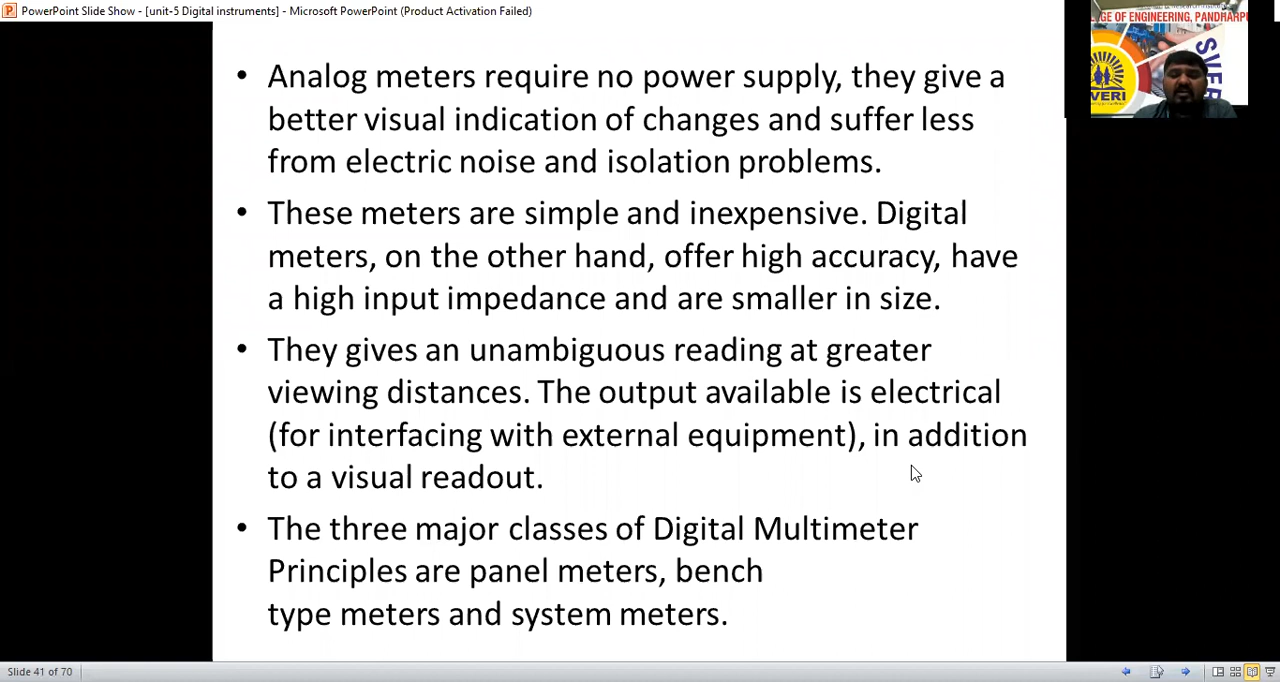 PowerPoint Slide Show - [unit-5 Digital instruments] - Microsoft PowerPoint (Product Activation Failed)
GE OF ENGINEERING, PANDHARP
SVER
VERI
• Analog meters require no power supply, they give a
better visual indication of changes and suffer less
from electric noise and isolation problems.
• These meters are simple and inexpensive. Digital
meters, on the other hand, offer high accuracy, have
a high input impedance and are smaller in size.
• They gives an unambiguous reading at greater
viewing distances. The output available is electrical
(for interfacing with external equipment), in addition
to a visual readout.
• The three major classes of Digital Multimeter
Principles are panel meters, bench
type meters and system meters.
Slide 41 of 70